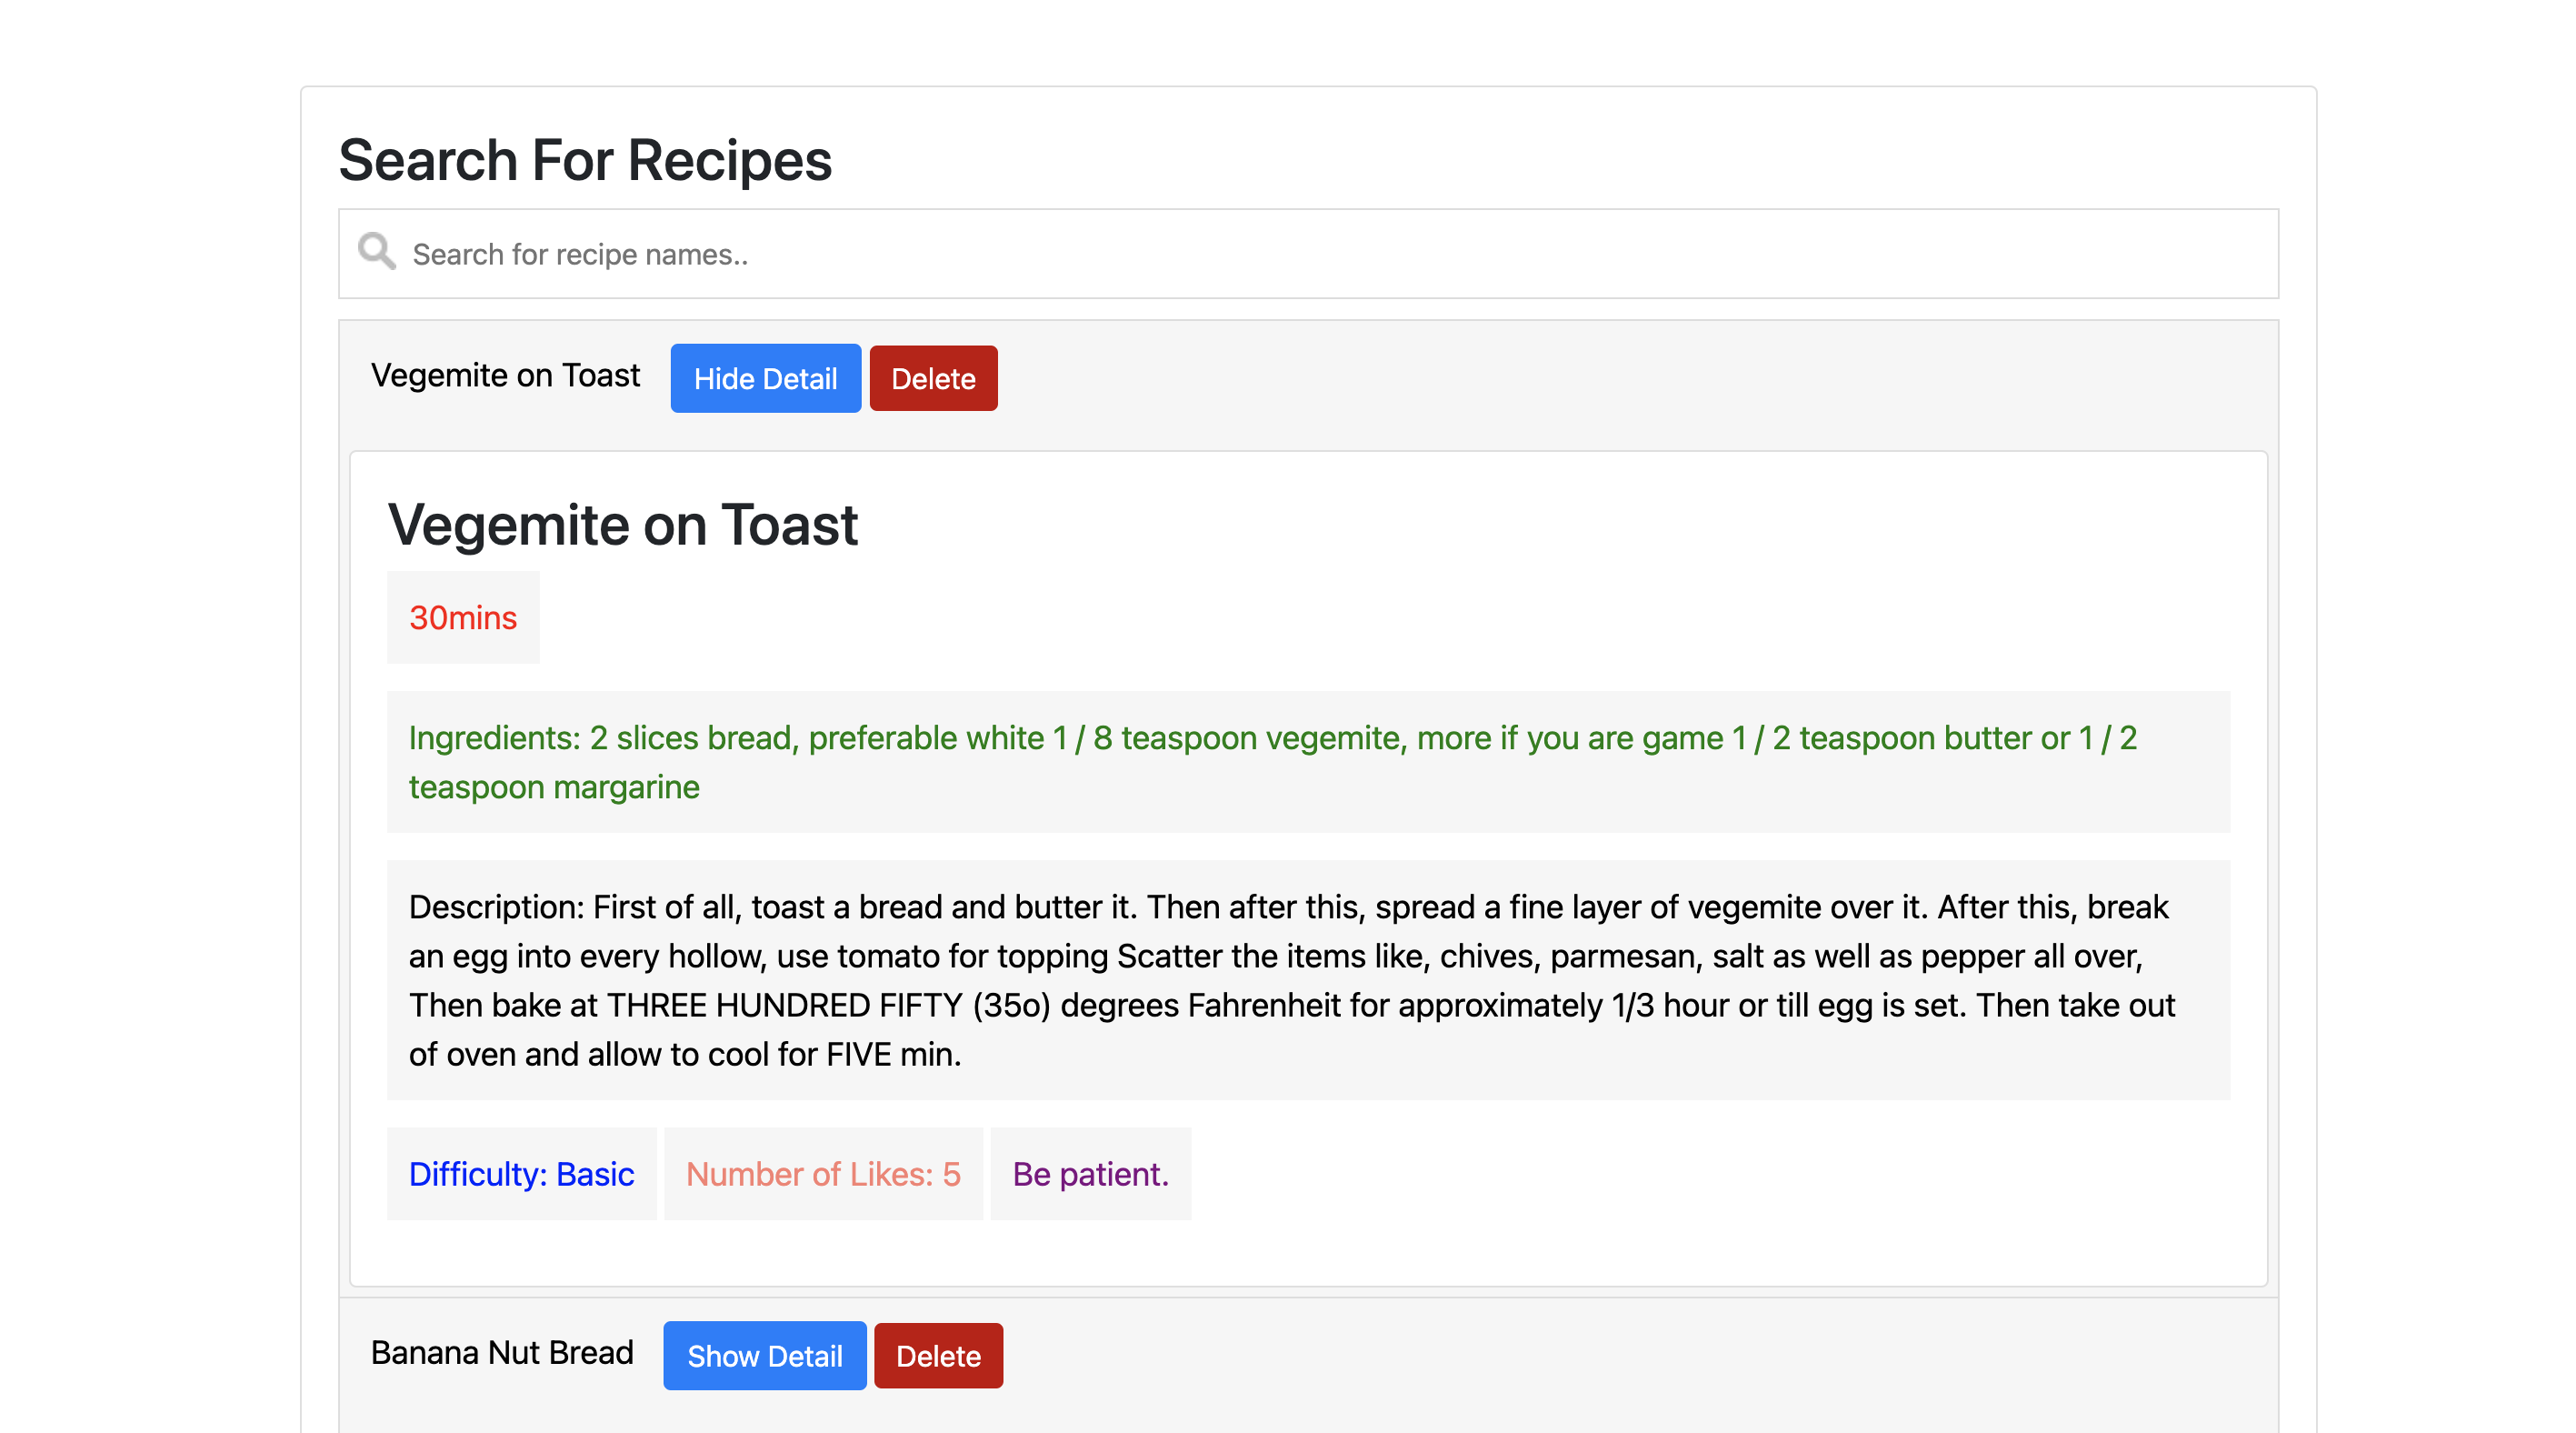 Search For Recipes
Search for recipe names..
Vegemite on Toast Hide Detail Delete
Vegemite on Toast
30mins
Ingredients: 2 slices bread, preferable white 1 / 8 teaspoon vegemite, more if you are game 1 / 2 teaspoon butter or 1 / 2
teaspoon margarine
Description: First of all, toast a bread and butter it. Then after this, spread a fine layer of vegemite over it. After this, break
an egg into every hollow, use tomato for topping Scatter the items like, chives, parmesan, salt as well as pepper all over,
Then bake at THREE HUNDRED FIFTY (35o) degrees Fahrenheit for approximately 1/3 hour or till egg is set. Then take out
of oven and allow to cool for FIVE min.
Difficulty: Basic Number of Likes: 5 Be patient.
Banana Nut Bread Show Detail Delete